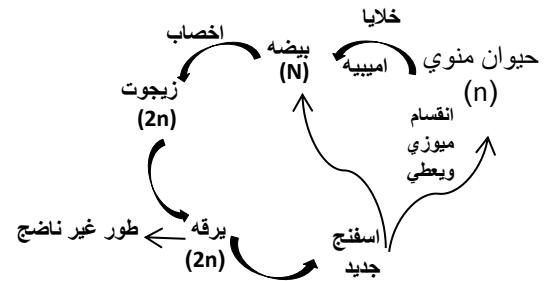 خلايا
اميبيه
حيوان منوي
(n)
اخصاب
بيضه
(N)
زيجوت
(2n)
انقسام
ميوزي
ويعطي
يرقه
(2n)
طور غير ناضج
اسفنج
جديد